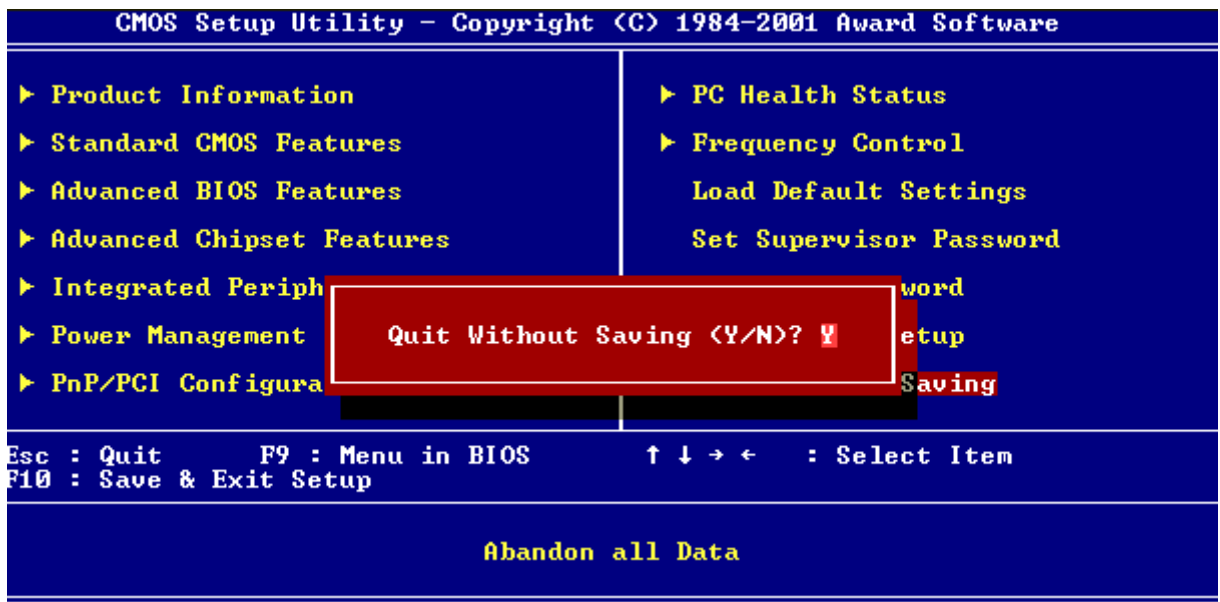 CMOS Setup Utility - Copyright (C) 1984-2001 Award Software
▶ Product Information
▶ Standard CMOS Features
▶ Advanced BIOS Features
▶ Advanced Chipset Features
▶ Integrated Periph
▶ Power Management
▶ PnP/PCI Configura
▶ PC Health Status
▶ Frequency Control
Load Default Settings
Set Supervisor Password
word
etup
Saving
Quit Without Saving (Y/N)? Y
Esc : Quit F9 : Menu in BIOS ↑ ↓ → ← : Select Item
F10 : Save & Exit Setup
Abandon all Data